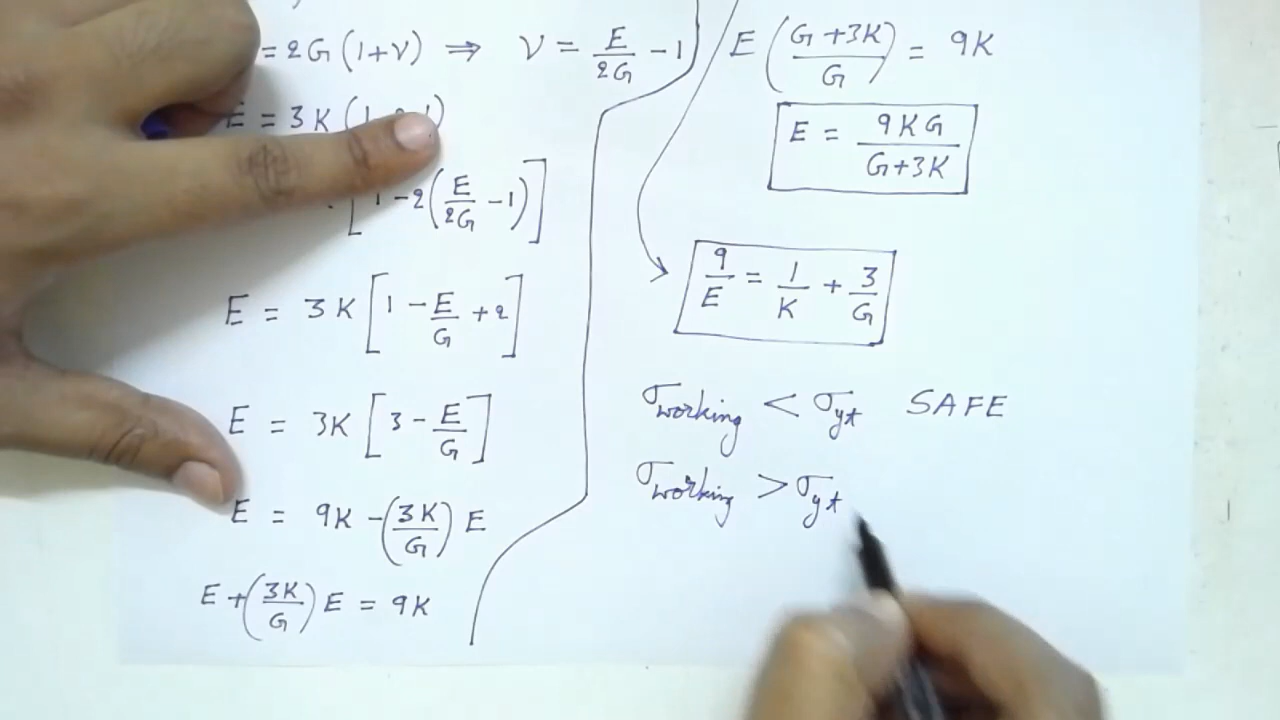 = 2G (1+ν) ⇒ ν = E/2G − 1
E = 3K (1
[1 − 2(E/2G − 1)]
E = 3K [1 − E/G + 2]
E = 3K [3 − E/G]
E = 9K − (3K/G) E
E + (3K/G) E = 9K
E (G+3K/G) = 9K
E = 9KG/G+3K
9/E = 1/K + 3/G
σworking < σyt SAFE
σworking > σyt